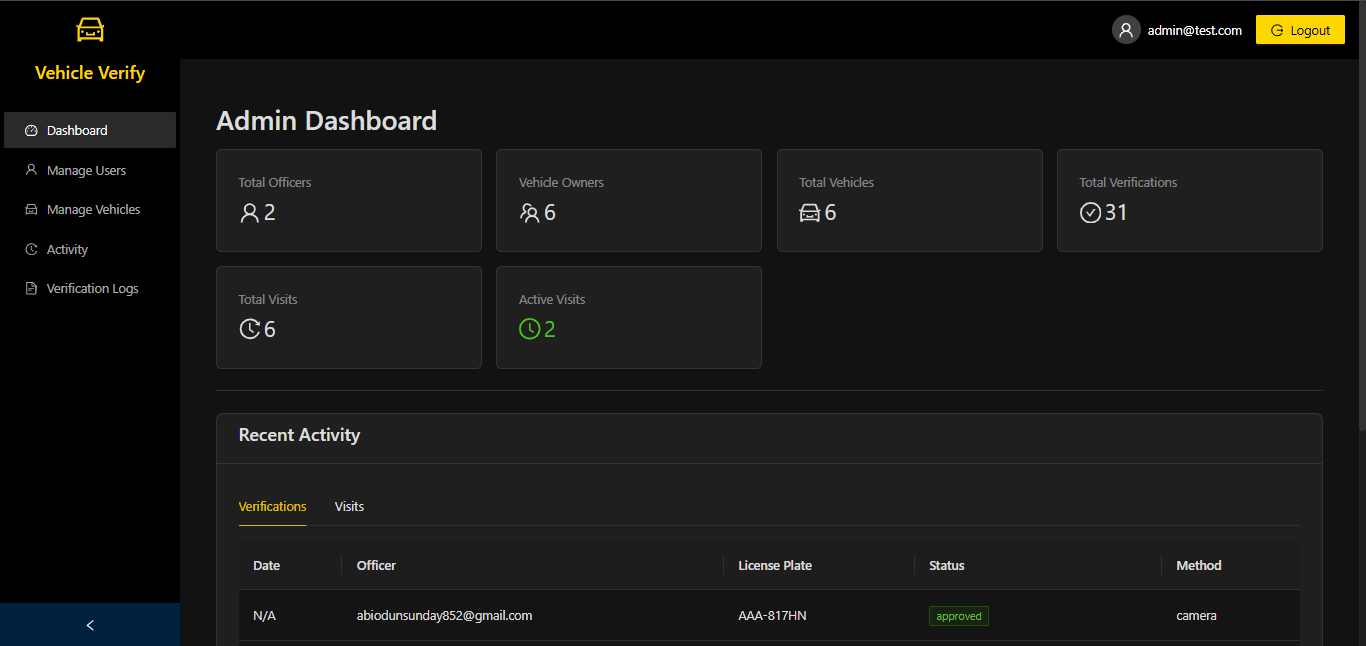 Vehicle Verify
admin@test.com
Logout
Dashboard
Manage Users
Manage Vehicles
Activity
Verification Logs
Admin Dashboard
Total Officers
2
Vehicle Owners
6
Total Vehicles
6
Total Verifications
31
Total Visits
6
Active Visits
2
Recent Activity
Verifications Visits
Date Officer License Plate Status Method
N/A abiodunsunday852@gmail.com AAA-817HN approved camera